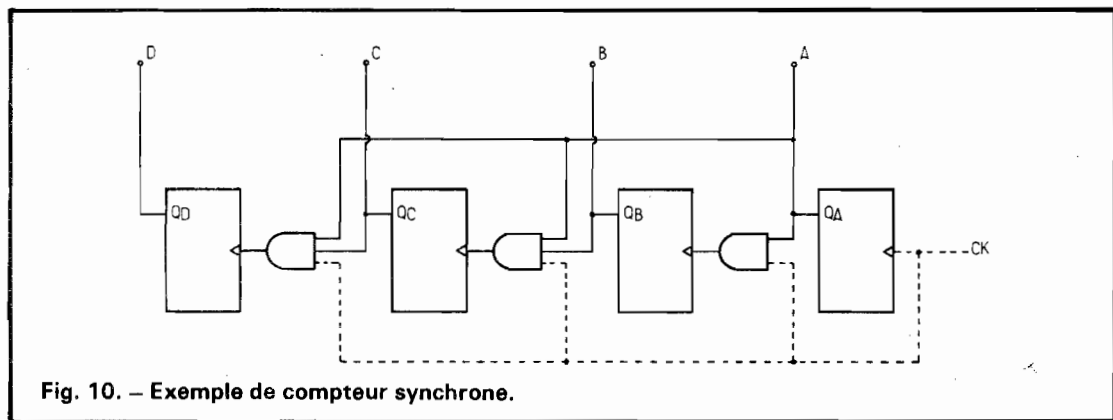 D C B A
QD QC QB QA
CK
Fig. 10. – Exemple de compteur synchrone.